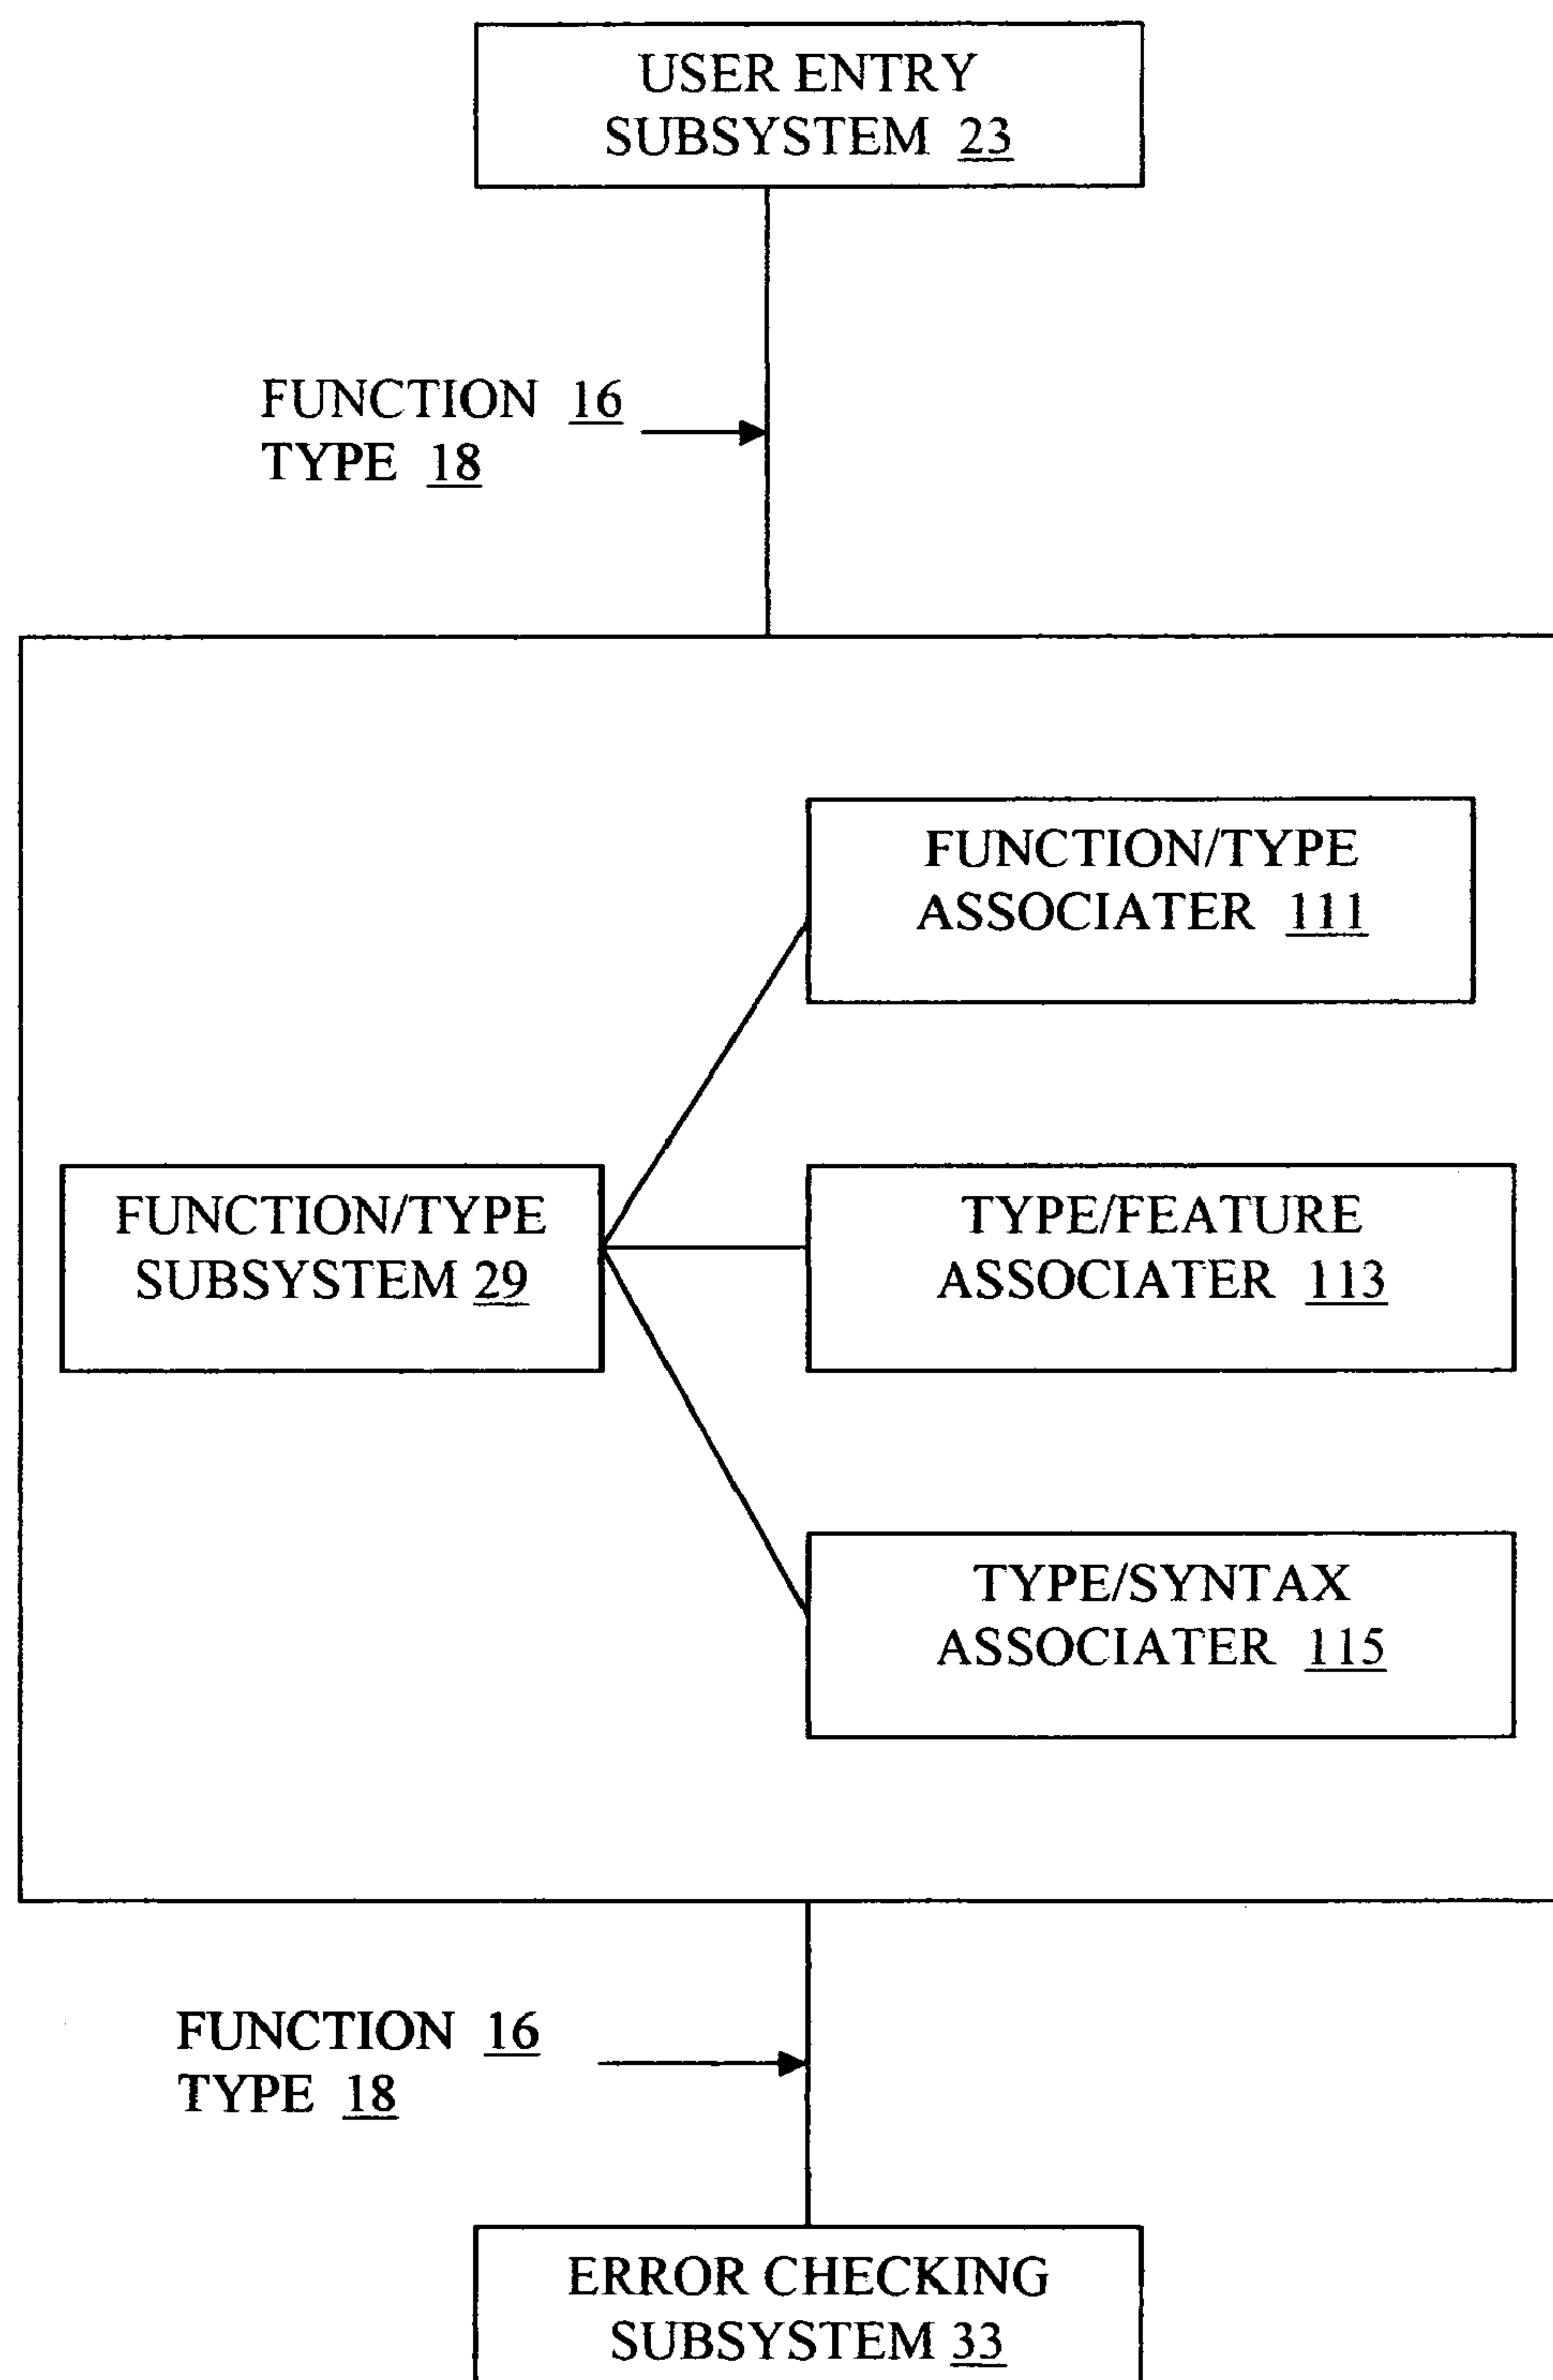 USER ENTRY
SUBSYSTEM 23
FUNCTION 16
TYPE 18
FUNCTION/TYPE
ASSOCIATER 111
FUNCTION/TYPE
SUBSYSTEM 29
TYPE/FEATURE
ASSOCIATER 113
TYPE/SYNTAX
ASSOCIATER 115
FUNCTION 16
TYPE 18
ERROR CHECKING
SUBSYSTEM 33